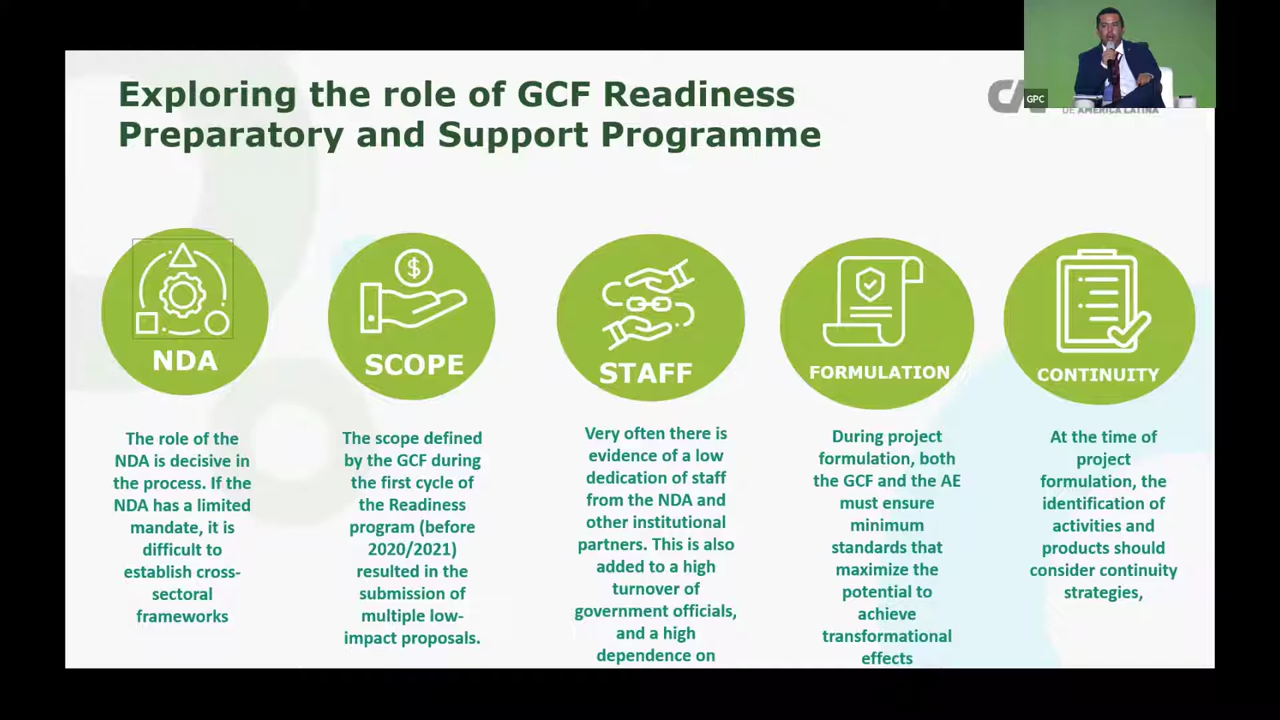 Exploring the role of GCF Readiness
Preparatory and Support Programme
GPC
DE AMERICA LATINA
NDA
The role of the
NDA is decisive in
the process. If the
NDA has a limited
mandate, it is
difficult to
establish cross-
sectoral
frameworks
$
SCOPE
The scope defined
by the GCF during
the first cycle of
the Readiness
program (before
2020/2021)
resulted in the
submission of
multiple low-
impact proposals.
STAFF
Very often there is
evidence of a low
dedication of staff
from the NDA and
other institutional
partners. This is also
added to a high
turnover of
government officials,
and a high
dependence on
FORMULATION
During project
formulation, both
the GCF and the AE
must ensure
minimum
standards that
maximize the
potential to
achieve
transformational
effects
CONTINUITY
At the time of
project
formulation, the
identification of
activities and
products should
consider continuity
strategies,